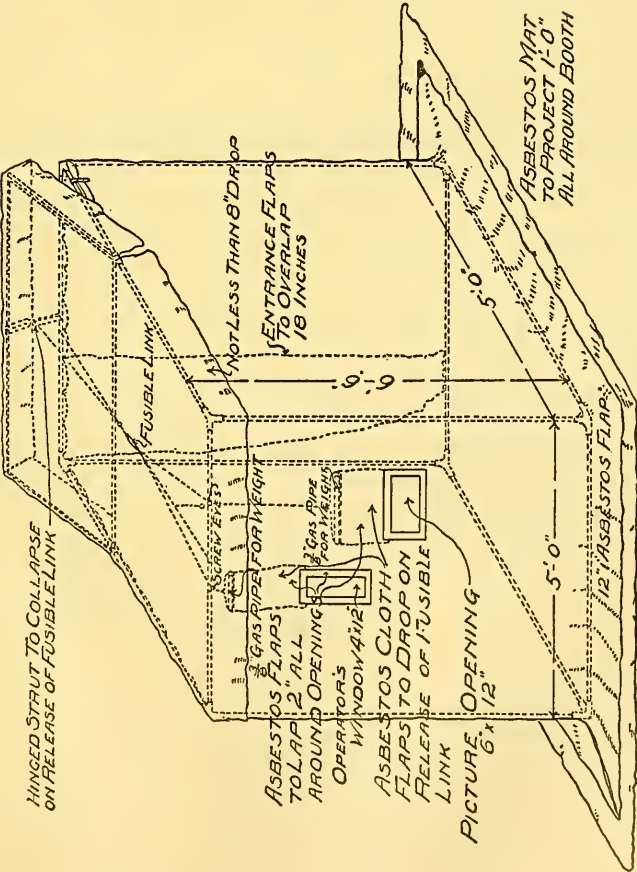 HINGED STRUT TO COLLAPSE
ON RELEASE OF FUSIBLE LINK
FUSIBLE LINK
NOT LESS THAN 8" DROP
ENTRANCE FLAPS
TO OVERLAP
18 INCHES
SCREW EYES
3/8" GAS PIPE FOR WEIGHT
3/8" GAS PIPE
FOR WEIGHT
ASBESTOS FLAPS
TO LAP 2" ALL
AROUND OPENINGS
OPERATOR'S
WINDOW 4"x12"
ASBESTOS CLOTH
FLAPS TO DROP ON
RELEASE OF FUSIBLE
LINK
PICTURE OPENING
6"x 12"
6'-6"
5'0"
5'-0"
12" ASBESTOS FLAP
ASBESTOS MAT
TO PROJECT 1'-0"
ALL AROUND BOOTH